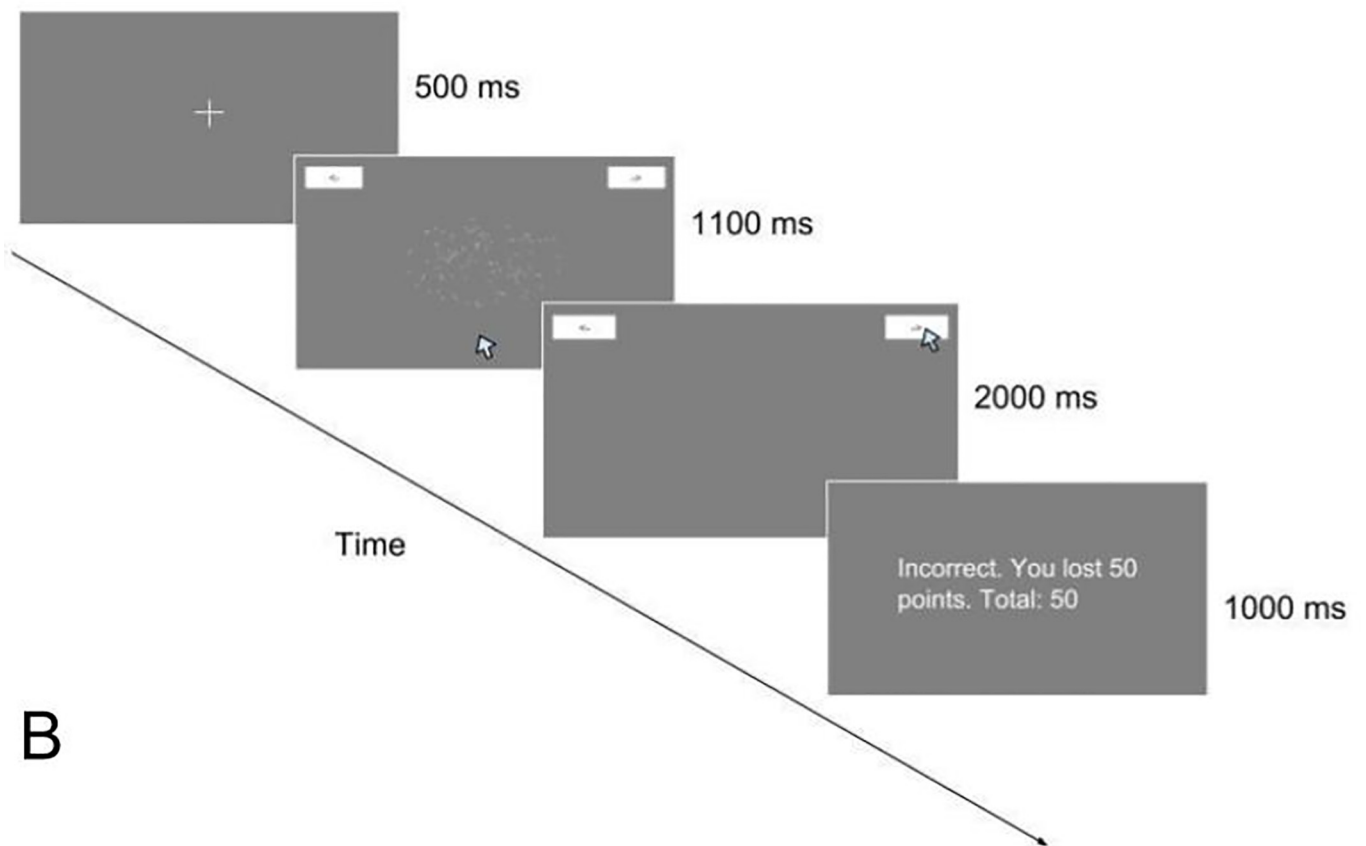 500 ms
1100 ms
2000 ms
Time
Incorrect. You lost 50
points. Total: 50
1000 ms
B